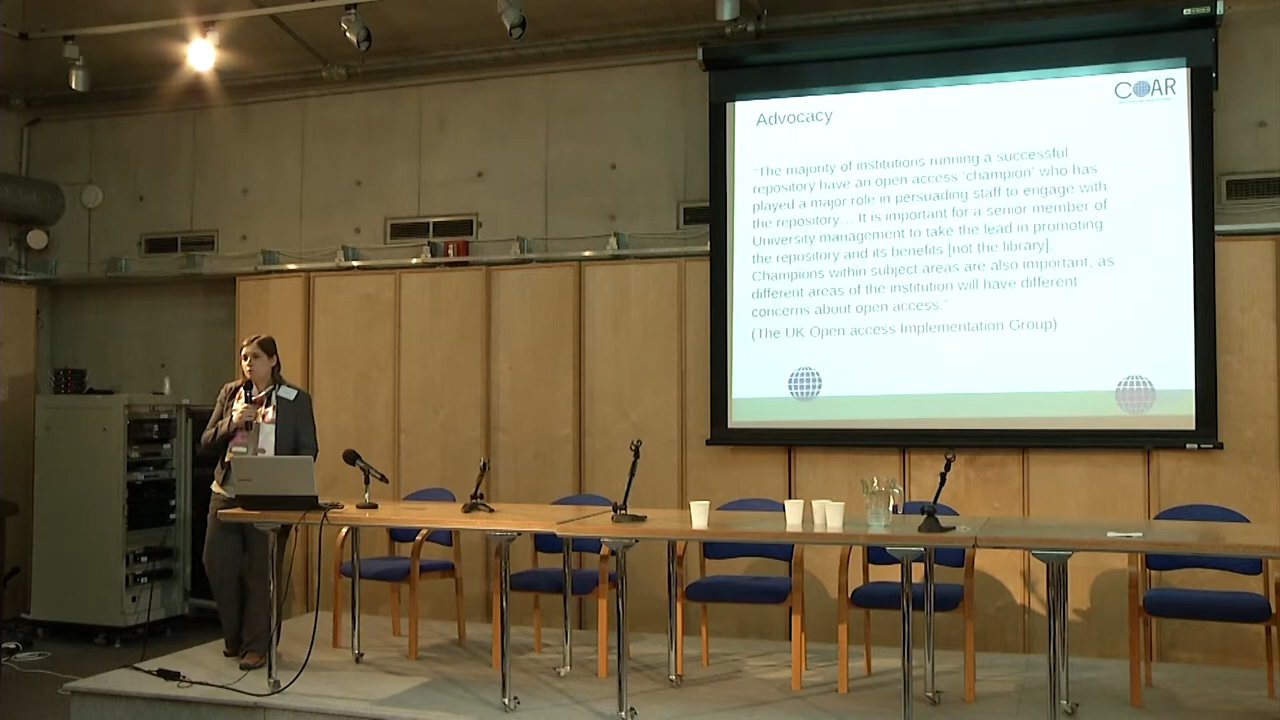 COAR
Advocacy
“The majority of institutions running a successful
repository have an open access ‘champion’ who has
played a major role in persuading staff to engage with
the repository… It is important for a senior member of
University management to take the lead in promoting
the repository and its benefits [not the library].
Champions within subject areas are also important, as
different areas of the institution will have different
concerns about open access.”
(The UK Open access Implementation Group)